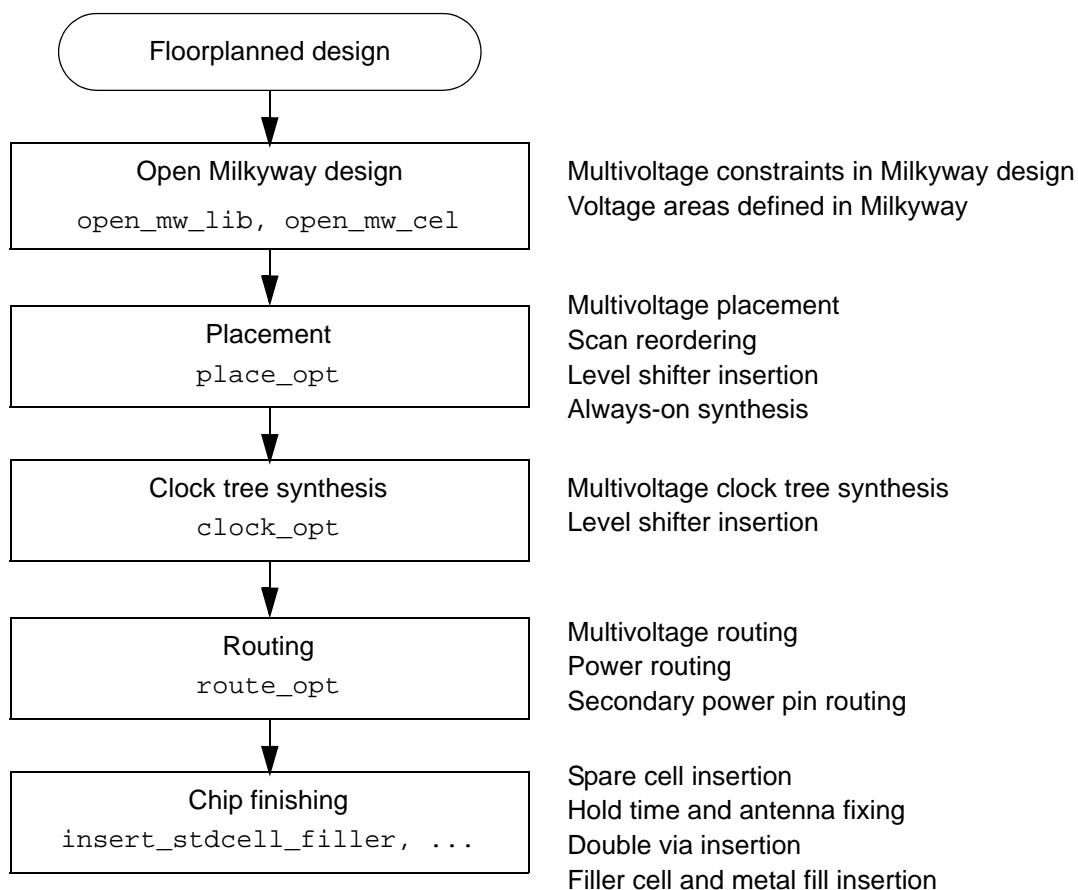 Floorplanned design
Open Milkyway design
open_mw_lib, open_mw_cel
Multivoltage constraints in Milkyway design
Voltage areas defined in Milkyway
Placement
place_opt
Multivoltage placement
Scan reordering
Level shifter insertion
Always-on synthesis
Clock tree synthesis
clock_opt
Multivoltage clock tree synthesis
Level shifter insertion
Routing
route_opt
Multivoltage routing
Power routing
Secondary power pin routing
Chip finishing
insert_stdcell_filler, ...
Spare cell insertion
Hold time and antenna fixing
Double via insertion
Filler cell and metal fill insertion